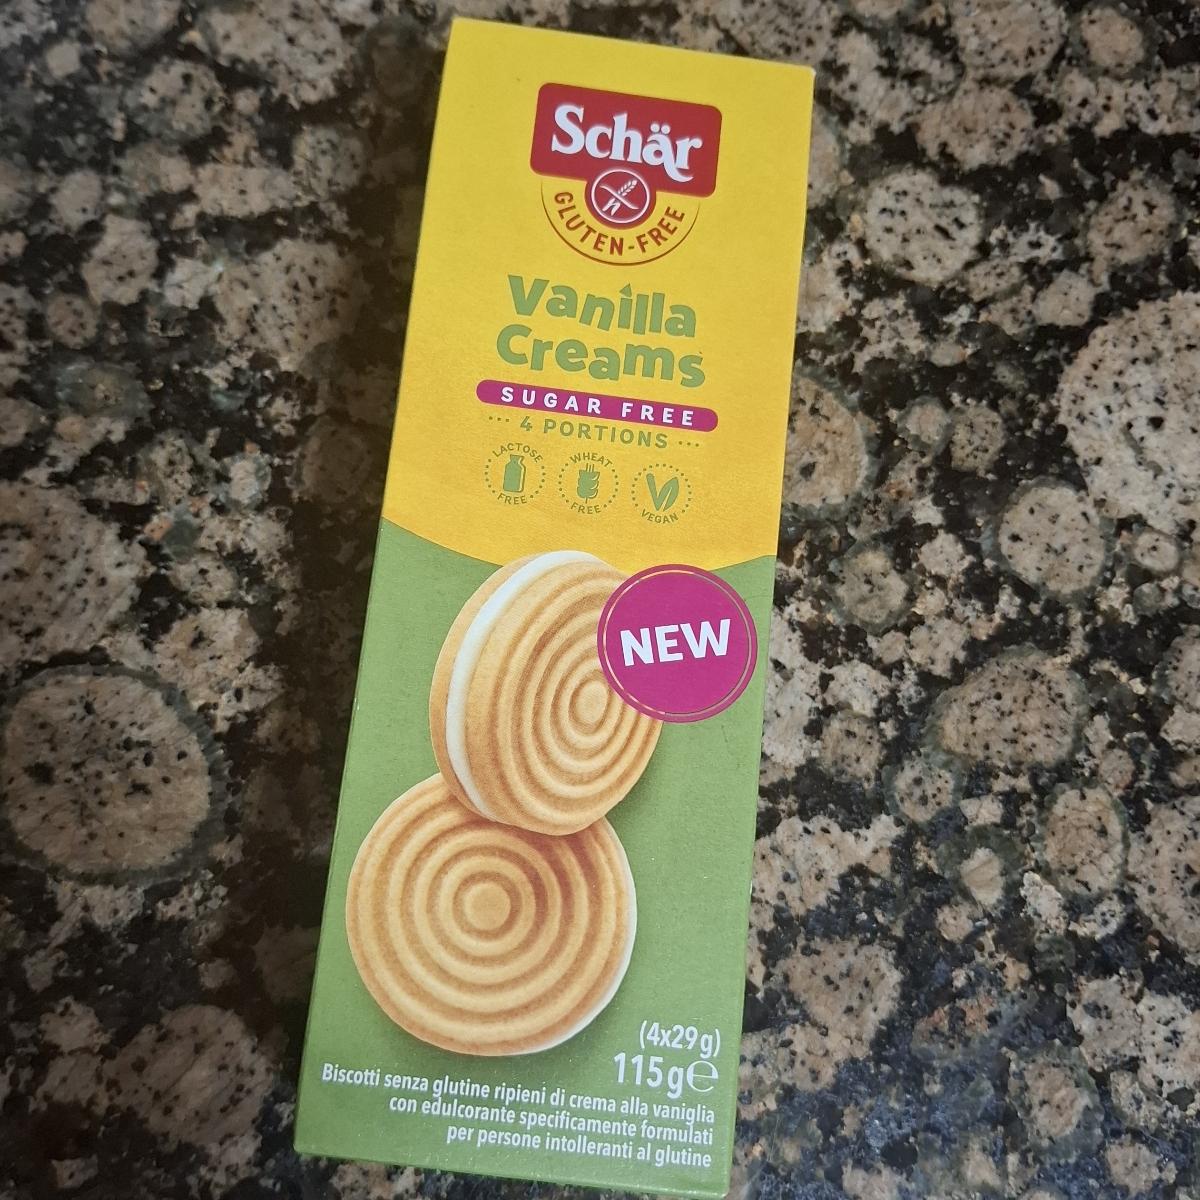 Schär
GLUTEN-FREE
Vanilla
Creams
SUGAR FREE
··· 4 PORTIONS ···
LACTOSE FREE
WHEAT FREE
VEGAN
NEW
(4x29g)
115g℮
Biscotti senza glutine ripieni di crema alla vaniglia
con edulcorante specificamente formulati
per persone intolleranti al glutine